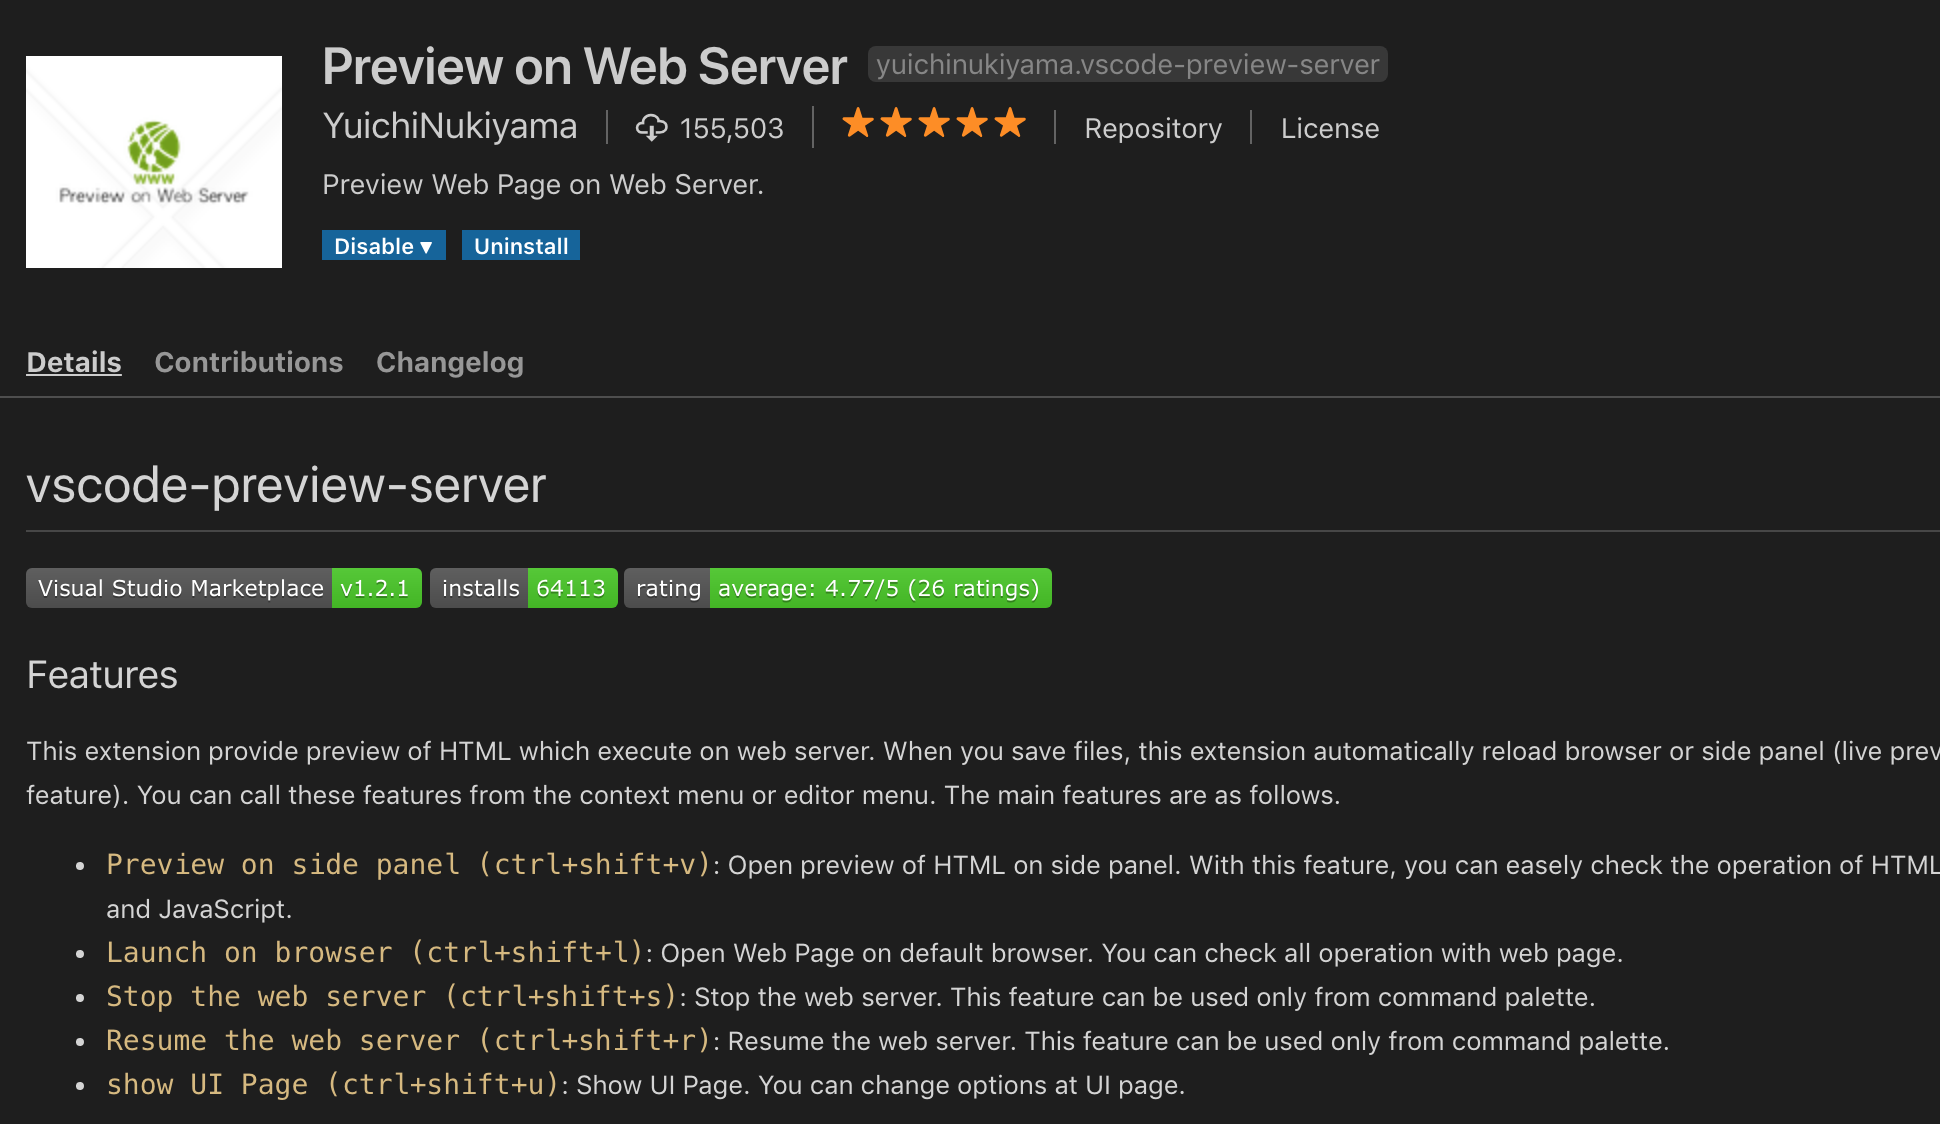 Preview on Web Server yuichinukiyama.vscode-preview-server
YuichiNukiyama 155,503 Repository License
Preview Web Page on Web Server.
Disable ▾ Uninstall
www
Preview on Web Server
Details Contributions Changelog
vscode-preview-server
Visual Studio Marketplace v1.2.1 installs 64113 rating average: 4.77/5 (26 ratings)
Features
This extension provide preview of HTML which execute on web server. When you save files, this extension automatically reload browser or side panel (live prev
feature). You can call these features from the context menu or editor menu. The main features are as follows.
• Preview on side panel (ctrl+shift+v): Open preview of HTML on side panel. With this feature, you can easely check the operation of HTML
and JavaScript.
• Launch on browser (ctrl+shift+l): Open Web Page on default browser. You can check all operation with web page.
• Stop the web server (ctrl+shift+s): Stop the web server. This feature can be used only from command palette.
• Resume the web server (ctrl+shift+r): Resume the web server. This feature can be used only from command palette.
• show UI Page (ctrl+shift+u): Show UI Page. You can change options at UI page.